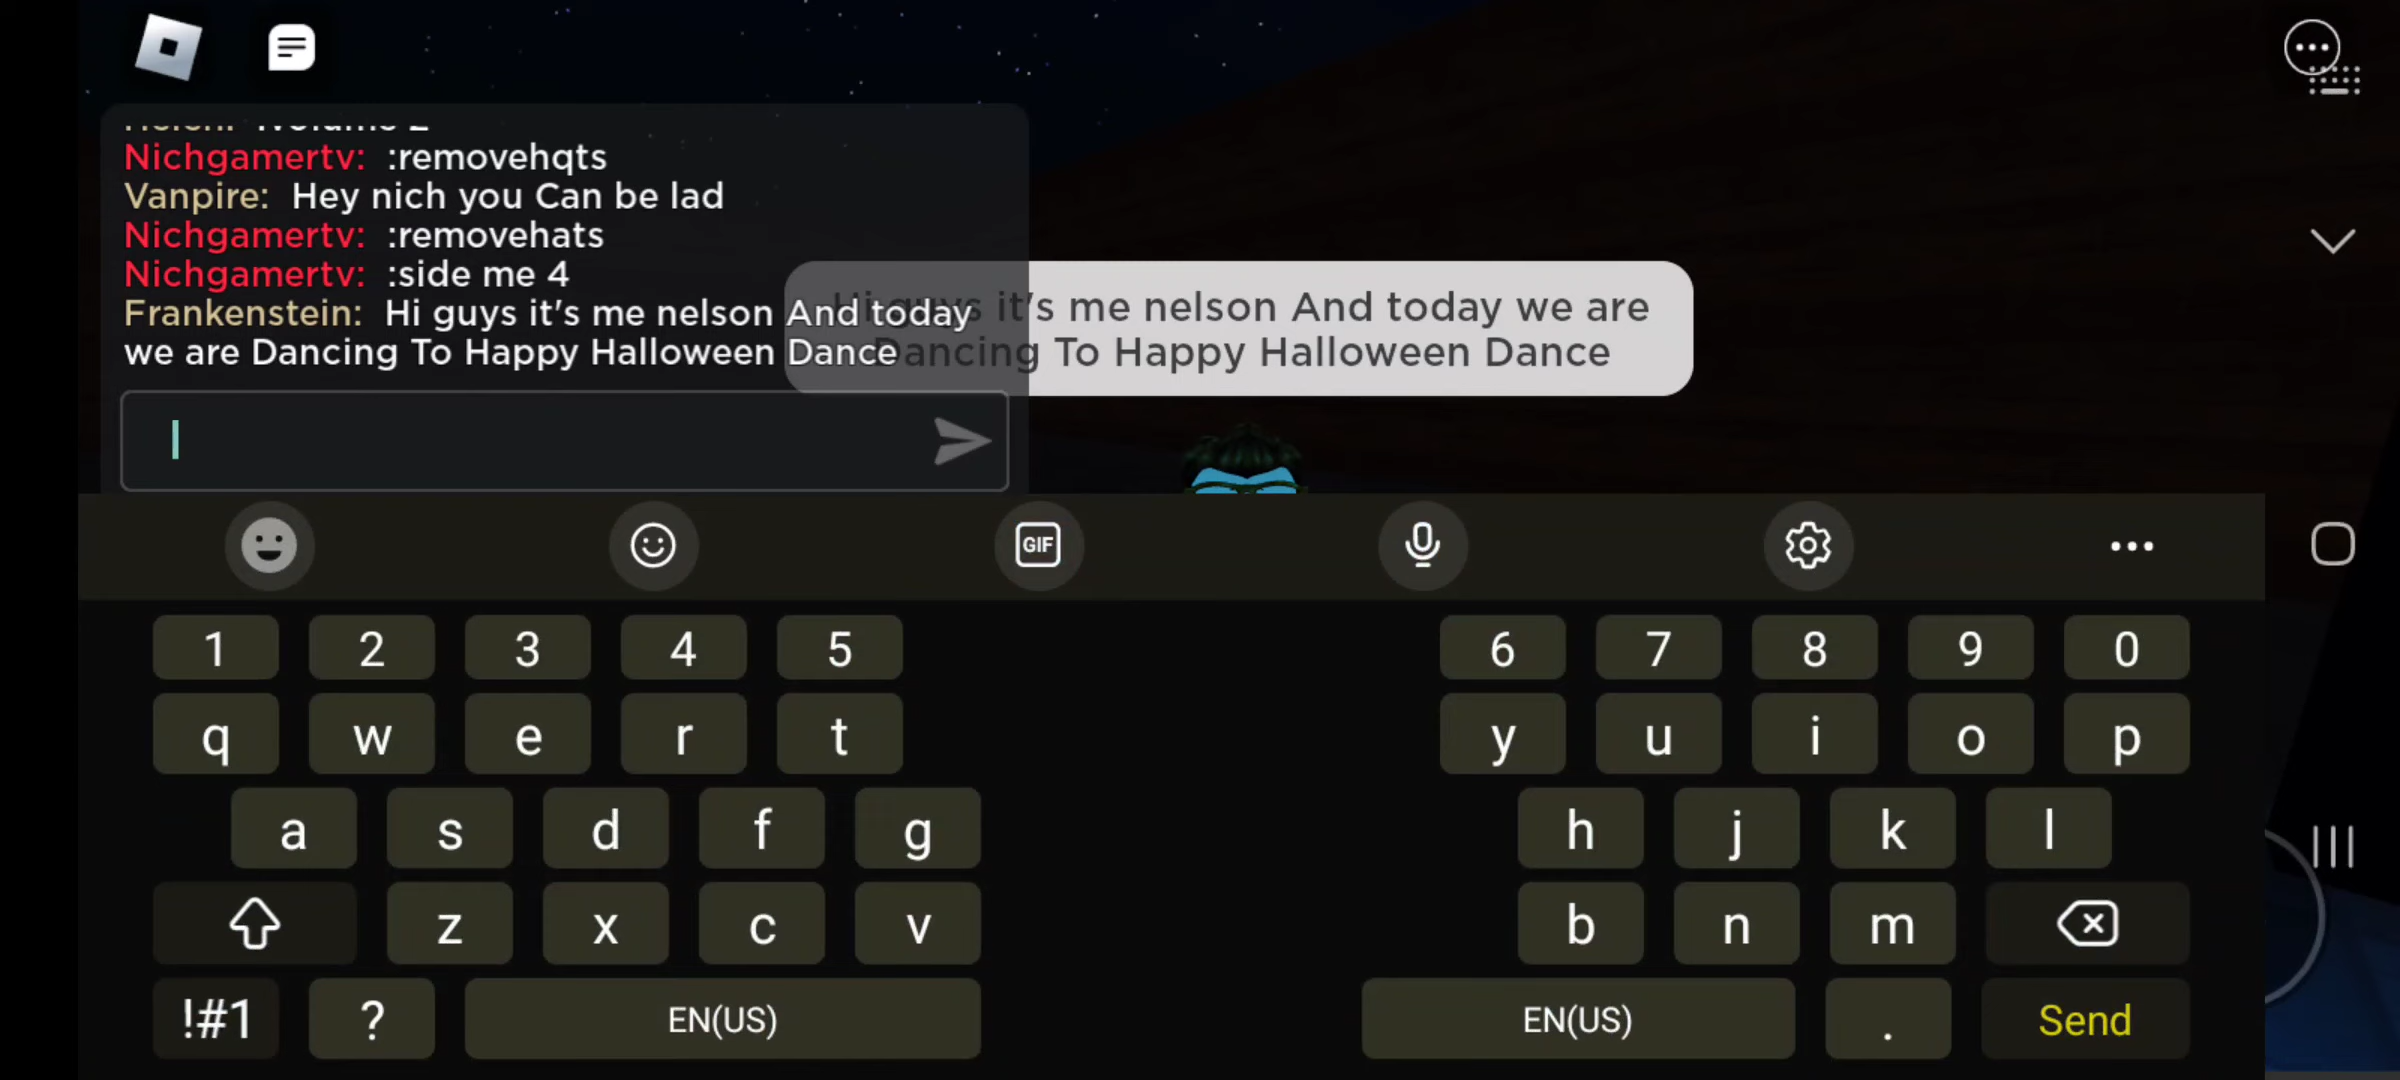 Nichgamertv: :removehqts
Vanpire: Hey nich you Can be lad
Nichgamertv: :removehats
Nichgamertv: :side me 4
Frankenstein: Hi guys it's me nelson And today
we are Dancing To Happy Halloween Dance
Hi guys it's me nelson And today we are
Dancing To Happy Halloween Dance
GIF
1 2 3 4 5 6 7 8 9 0
q w e r t y u i o p
a s d f g h j k l
z x c v b n m
!#1 ? EN(US) EN(US) . Send